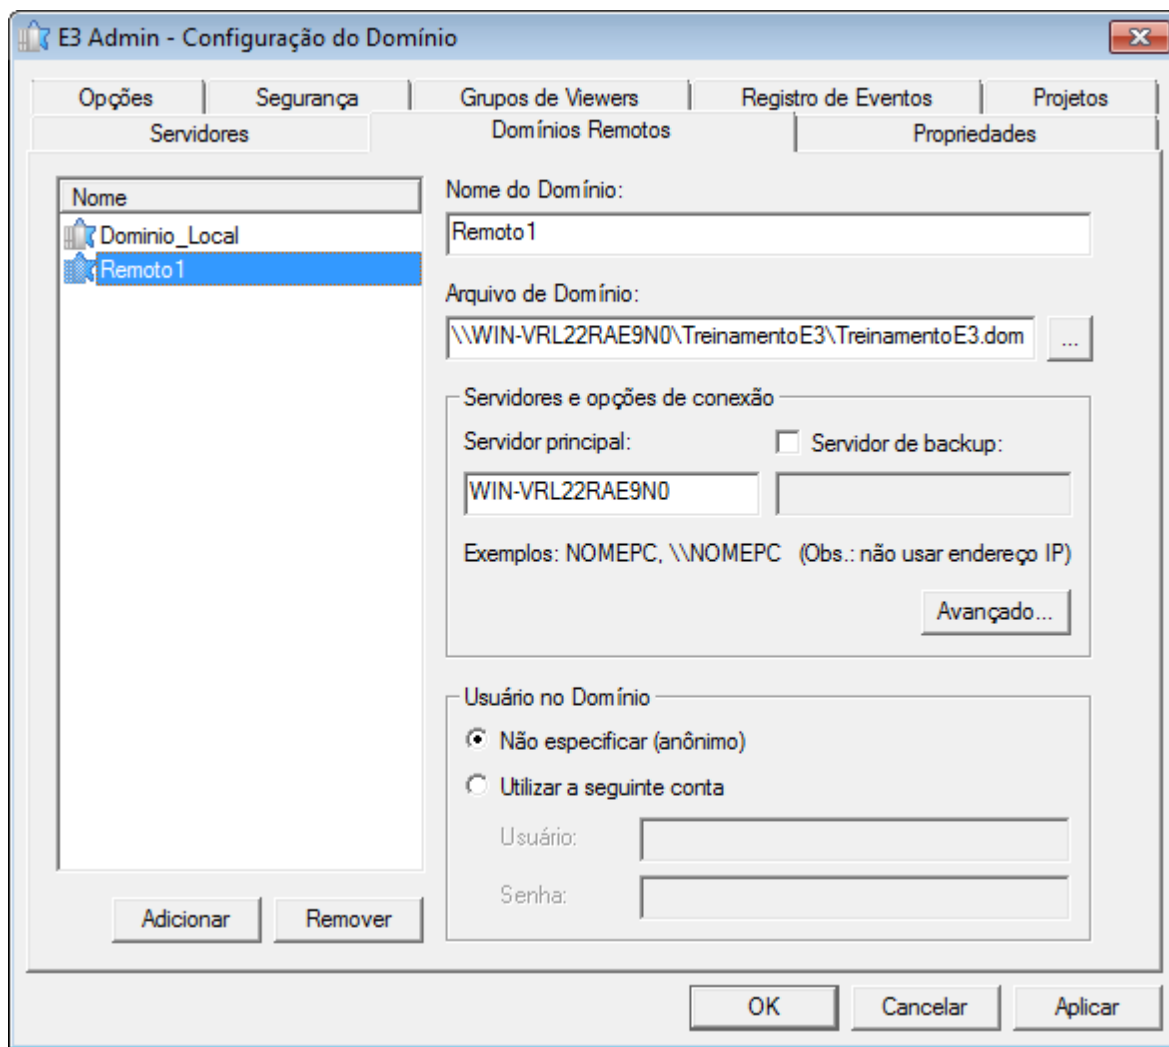 E3 Admin - Configuração do Domínio
Opções Segurança Grupos de Viewers Registro de Eventos Projetos
Servidores Domínios Remotos Propriedades
Nome
Dominio_Local
Remoto1
Nome do Domínio:
Remoto1
Arquivo de Domínio:
\\WIN-VRL22RAE9N0\TreinamentoE3\TreinamentoE3.dom ...
Servidores e opções de conexão
Servidor principal: Servidor de backup:
WIN-VRL22RAE9N0
Exemplos: NOMEPC, \\NOMEPC (Obs.: não usar endereço IP)
Avançado...
Usuário no Domínio
Não especificar (anônimo)
Utilizar a seguinte conta
Usuário:
Senha:
Adicionar Remover
OK Cancelar Aplicar